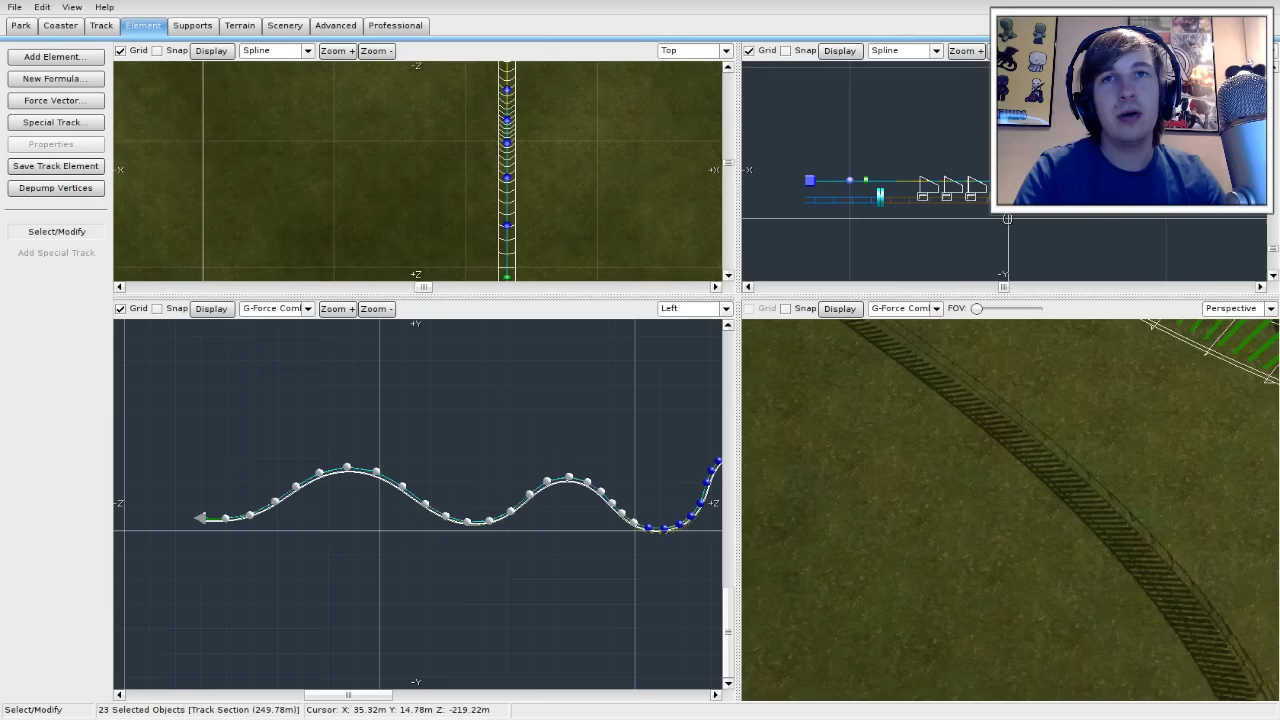 File Edit View Help
Park Coaster Track Element Supports Terrain Scenery Advanced Professional
Add Element...
New Formula...
Force Vector...
Special Track...
Properties
Save Track Element
Depump Vertices
Select/Modify
Add Special Track
Grid Snap Display Spline Zoom + Zoom - Top
-Z
-X
+X
+Z
Grid Snap Display Spline Zoom +
-X
-Y
Grid Snap Display G-Force Coml Zoom + Zoom - Left
+Y
+Z
-Z
-Y
Grid Snap Display G-Force Coml FOV: Perspective
Select/Modify 23 Selected Objects [Track Section (249.78m)] Cursor: X: 35.32m Y: 14.78m Z: -219.22m